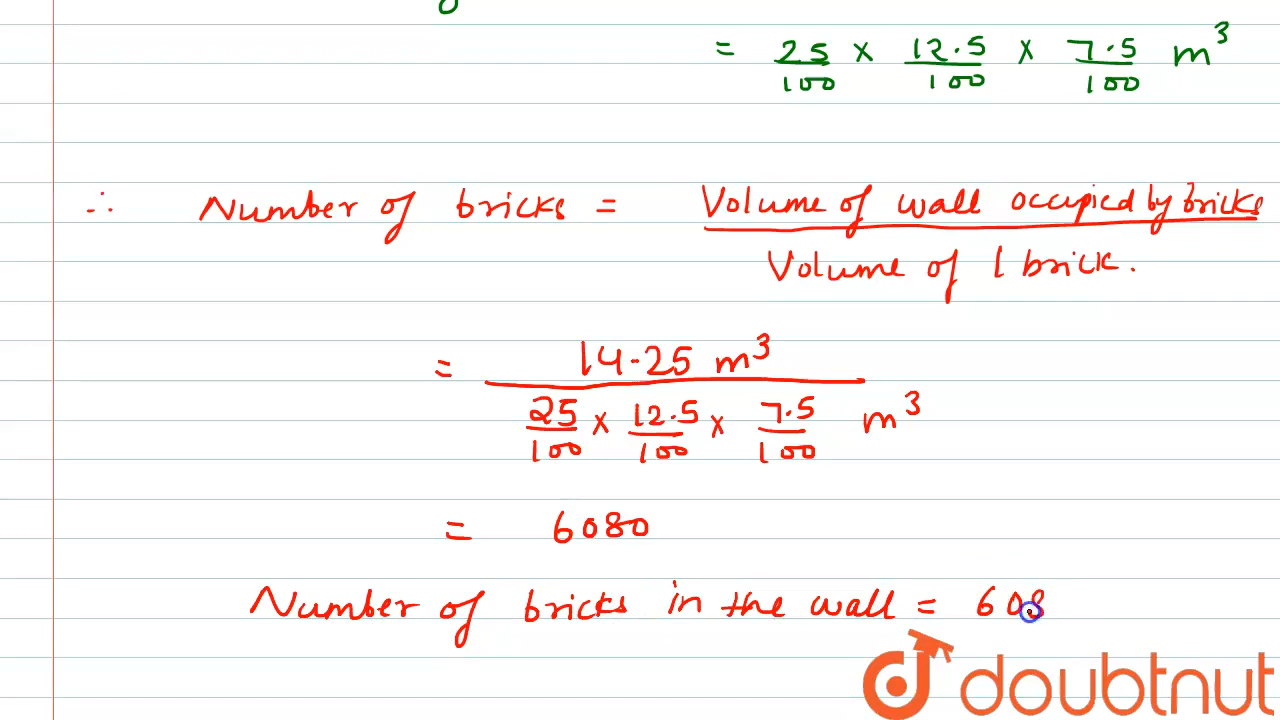 = 25/100 × 12.5/100 × 7.5/100 m³
∴ Number of bricks = Volume of wall occupied by bricks / Volume of 1 brick.
= 14.25 m³ / 25/100 × 12.5/100 × 7.5/100 m³
= 6080
Number of bricks in the wall = 608
doubtnut